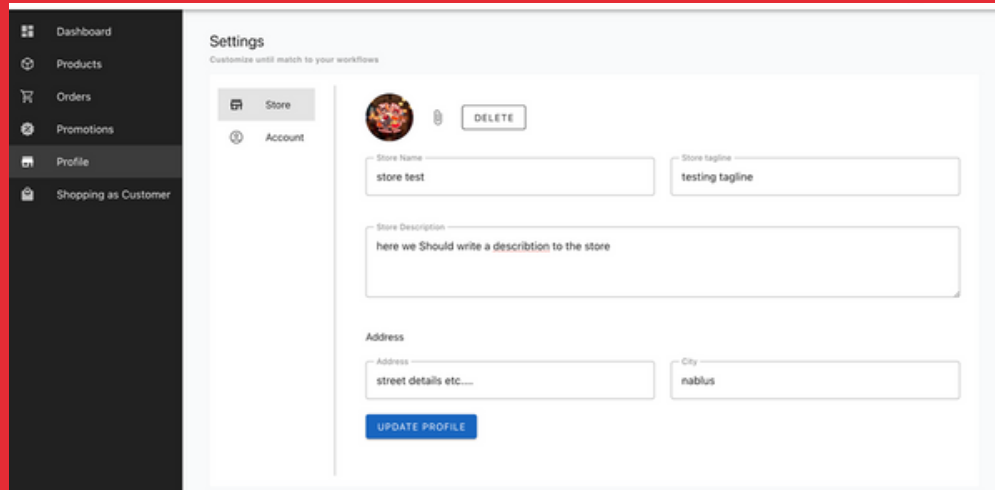 Dashboard
Products
Orders
Promotions
Profile
Shopping as Customer
Settings
Customize until match to your workflows
Store
Account
DELETE
Store Name
store test
Store tagline
testing tagline
Store Description
here we Should write a describtion to the store
Address
Address
street details etc....
City
nablus
UPDATE PROFILE